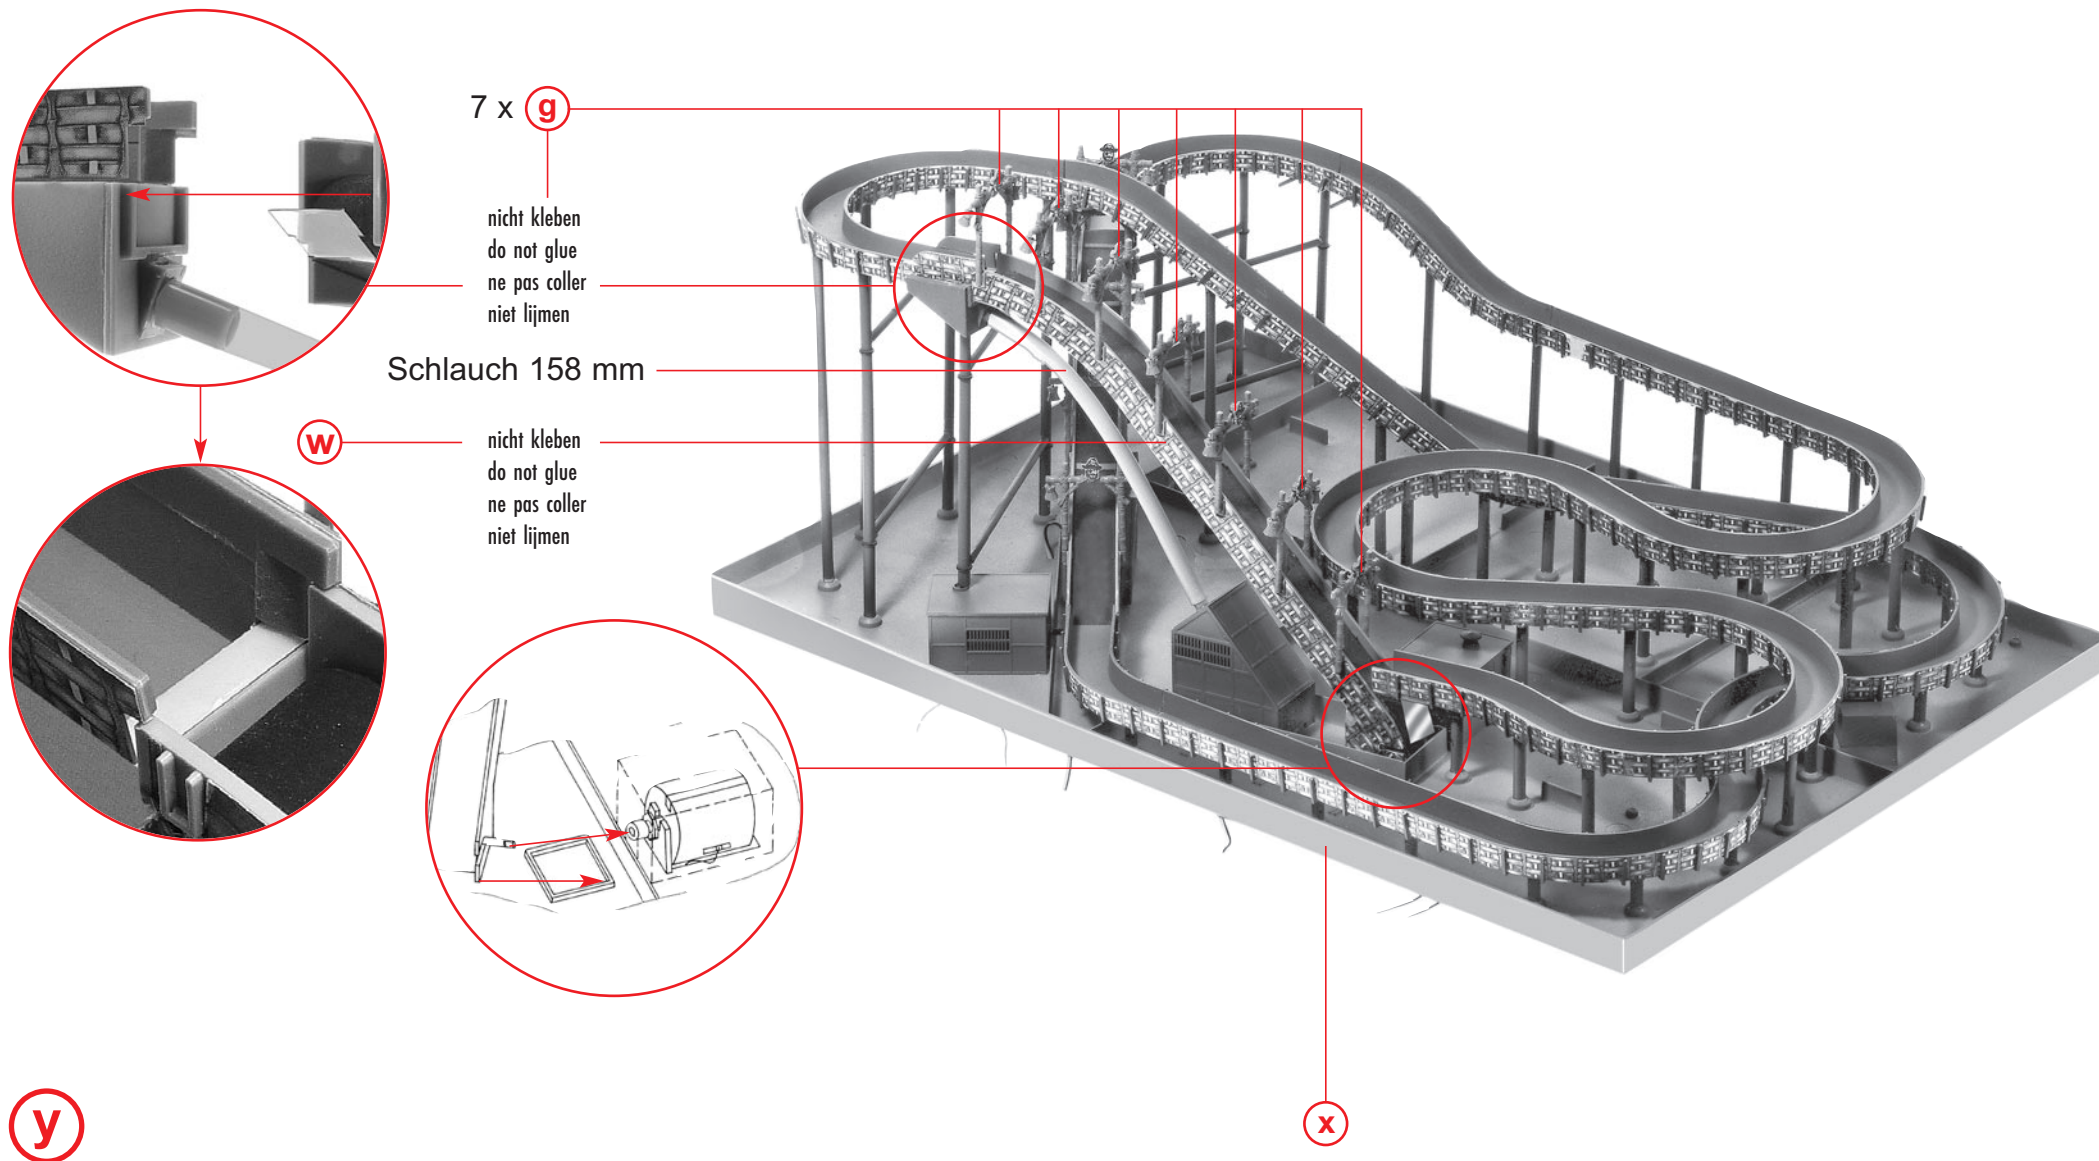 7 x g
nicht kleben
do not glue
ne pas coller
niet lijmen
Schlauch 158 mm
w
nicht kleben
do not glue
ne pas coller
niet lijmen
y
x